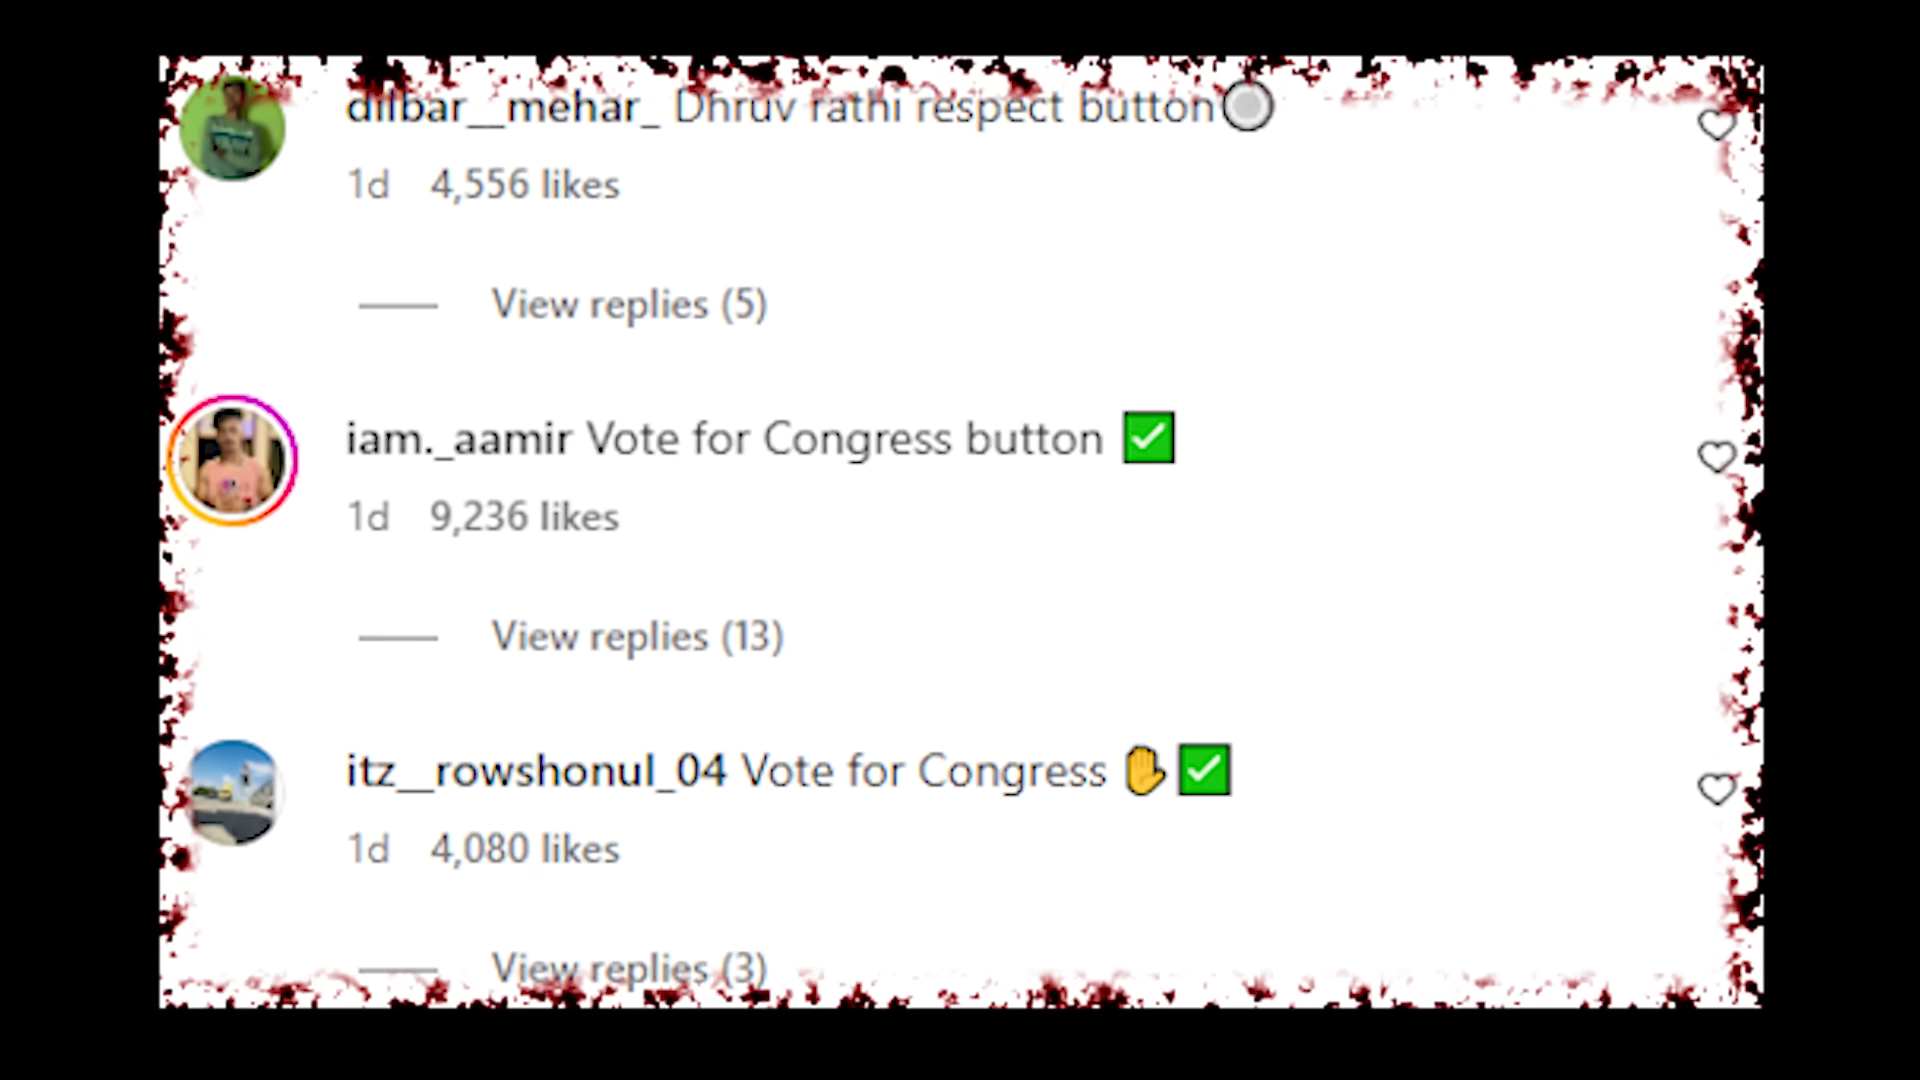 dilbar__mehar_ Dhruv rathi respect button🔘
1d 4,556 likes
View replies (5)
iam._aamir Vote for Congress button ✅
1d 9,236 likes
View replies (13)
itz__rowshonul_04 Vote for Congress ✋✅
1d 4,080 likes
View replies (3)